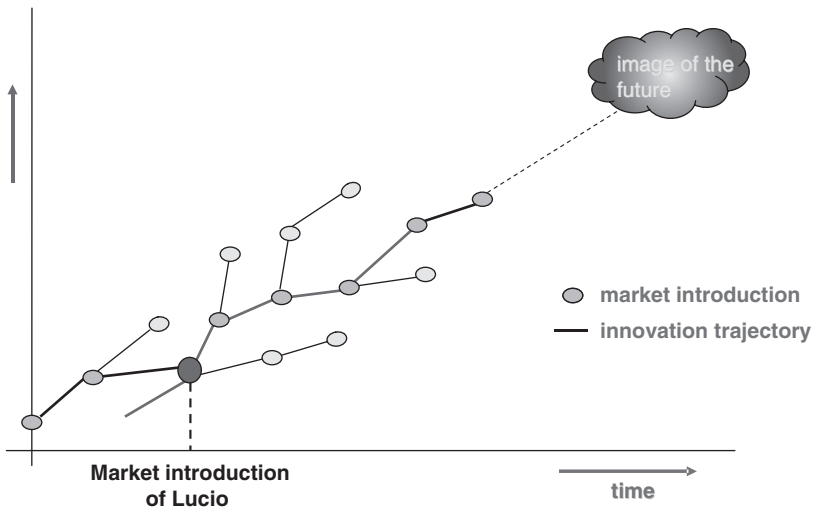 image of the
future
market introduction
innovation trajectory
Market introduction
of Lucio
time